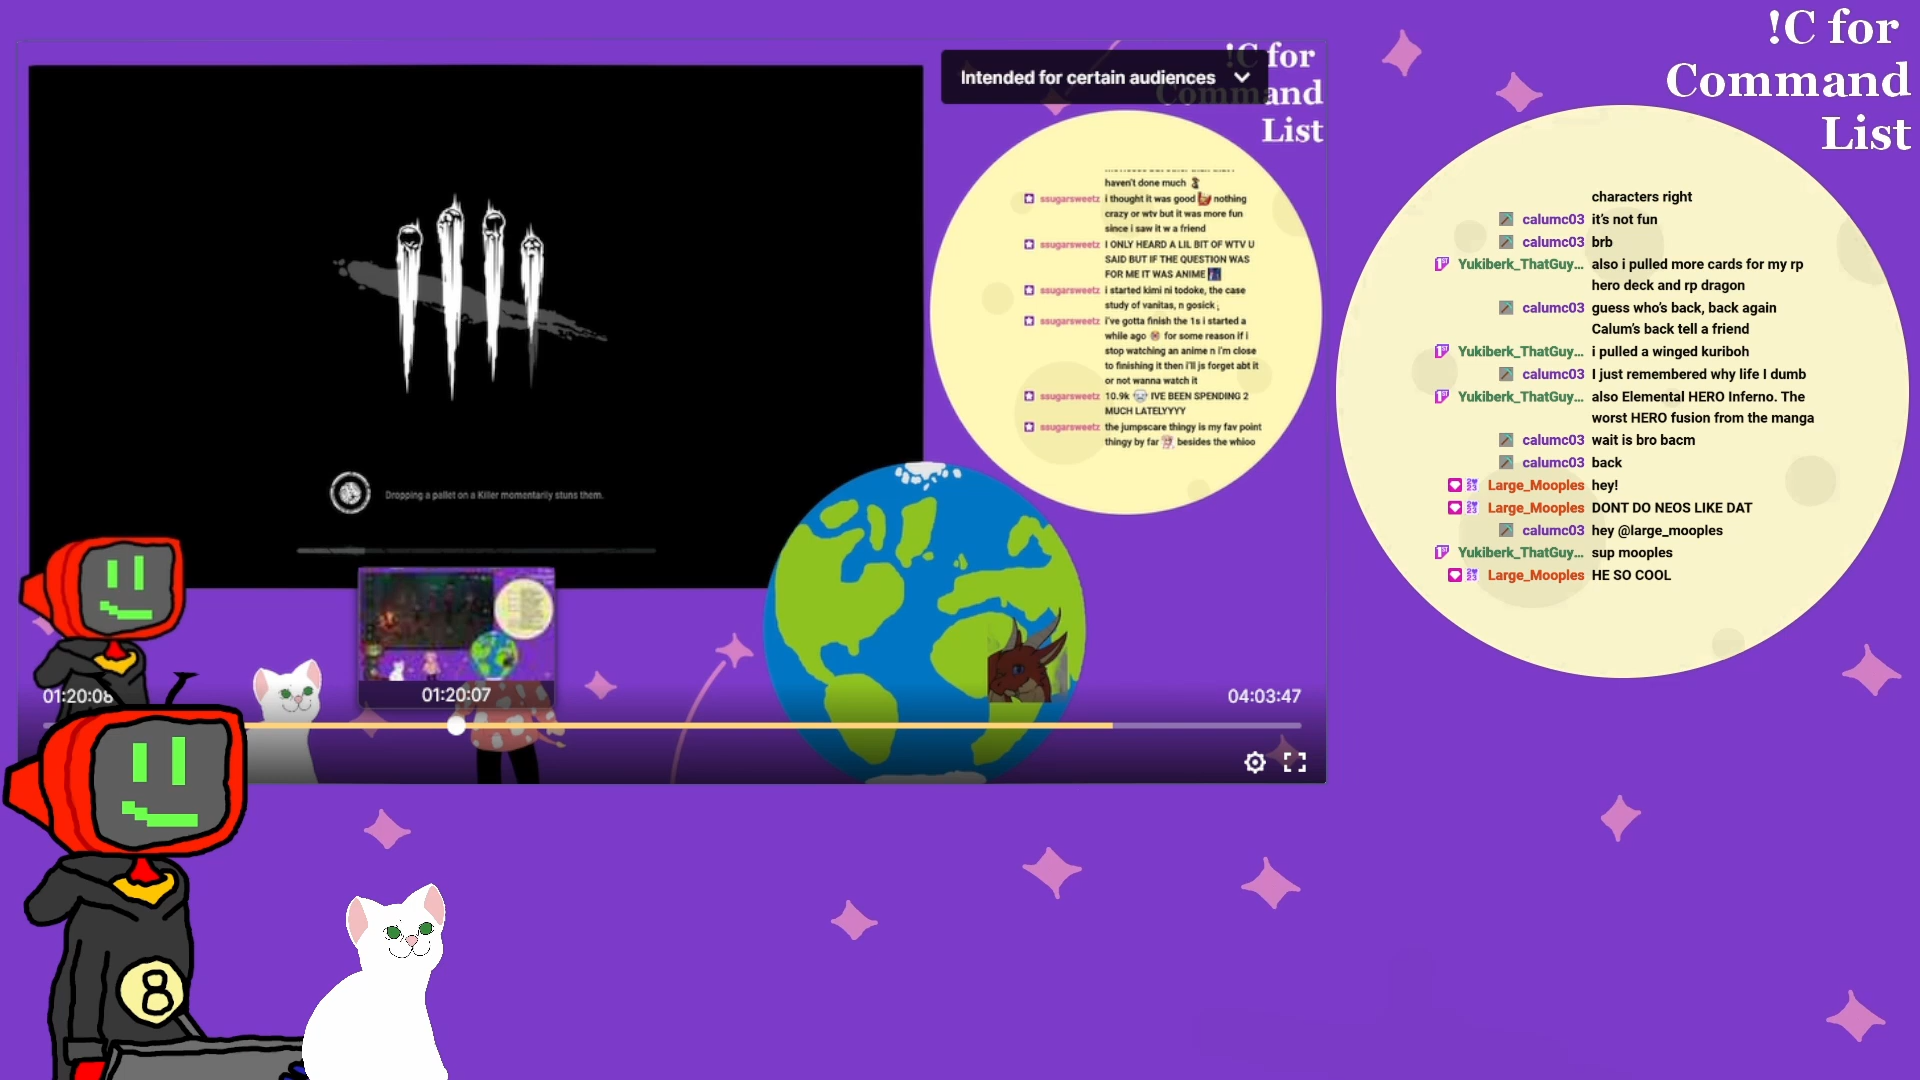 !C for
Command
List
Intended for certain audiences
!C for
Command
List
haven't done much
ssugarsweetz i thought it was good nothing
crazy or wtv but it was more fun
since i saw it w a friend
ssugarsweetz I ONLY HEARD A LIL BIT OF WTV U
SAID BUT IF THE QUESTION WAS
FOR ME IT WAS ANIME
ssugarsweetz i started kimi ni todoke, the case
study of vanitas, n gosick
ssugarsweetz i've gotta finish the 1s i started a
while ago for some reason if i
stop watching an anime n i'm close
to finishing it then i'll js forget abt it
or not wanna watch it
ssugarsweetz 10.9k IVE BEEN SPENDING 2
MUCH LATELYYYY
ssugarsweetz the jumpscare thingy is my fav point
thingy by far besides the whioo
Dropping a pallet on a Killer momentarily stuns them.
01:20:08
01:20:07
04:03:47
characters right
calumc03 it's not fun
calumc03 brb
Yukiberk_ThatGuy... also i pulled more cards for my rp
hero deck and rp dragon
calumc03 guess who's back, back again
Calum's back tell a friend
Yukiberk_ThatGuy... i pulled a winged kuriboh
calumc03 I just remembered why life I dumb
Yukiberk_ThatGuy... also Elemental HERO Inferno. The
worst HERO fusion from the manga
calumc03 wait is bro bacm
calumc03 back
Large_Mooples hey!
Large_Mooples DONT DO NEOS LIKE DAT
calumc03 hey @large_mooples
Yukiberk_ThatGuy... sup mooples
Large_Mooples HE SO COOL
8